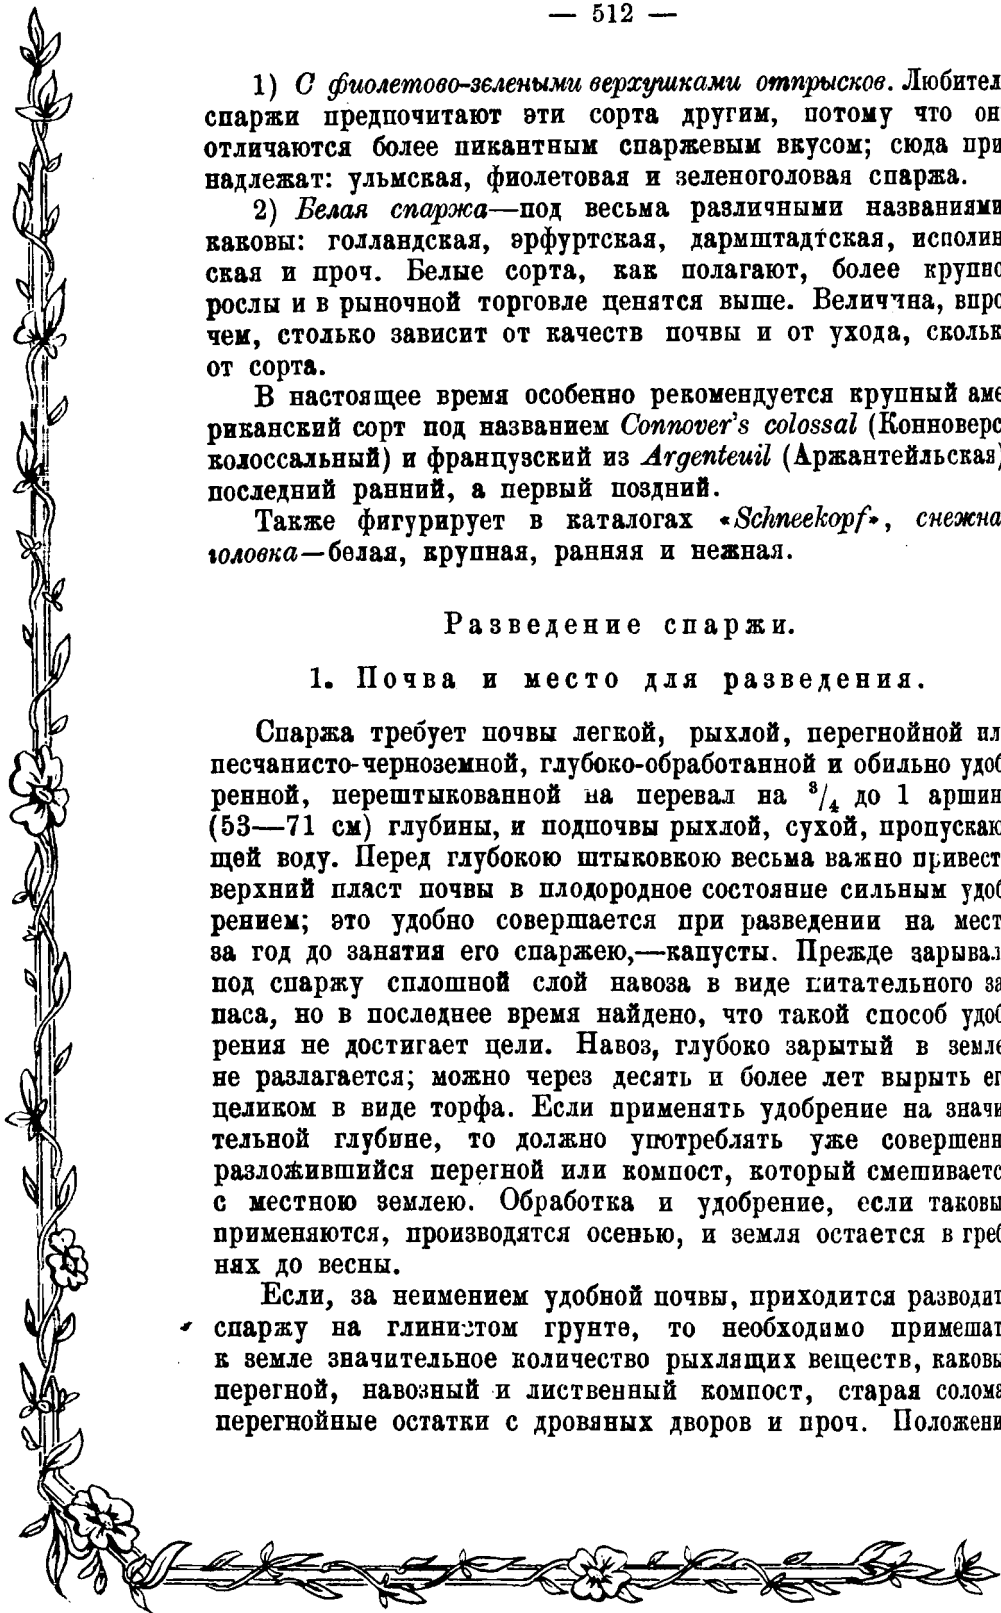 — 512 —
1) С фиолетово-зелеными верхушками отпрысков. Любител
спаржи предпочитают эти сорта другим, потому что он
отличаются более пикантным спаржевым вкусом; сюда при
надлежат: ульмская, фиолетовая и зеленоголовая спаржа.
2) Белая спаржа—под весьма различными названиями
каковы: голландская, эрфуртская, дармштадтская, исполин
ская и проч. Белые сорта, как полагают, более крупно
рослы и в рыночной торговле ценятся выше. Величина, впро
чем, столько зависит от качеств почвы и от ухода, скольк
от сорта.
В настоящее время особенно рекомендуется крупный аме
риканский сорт под названием Connover's colossal (Конноверс
колоссальный) и французский из Argenteuil (Аржантейльская)
последний ранний, а первый поздний.
Также фигурирует в каталогах «Schneekopf», снежна
головка—белая, крупная, ранняя и нежная.
Разведение спаржи.
1. Почва и место для разведения.
Спаржа требует почвы легкой, рыхлой, перегнойной ил
песчанисто-черноземной, глубоко-обработанной и обильно удоб
ренной, перештыкованной на перевал на 3/4 до 1 аршин
(53—71 см) глубины, и подпочвы рыхлой, сухой, пропускаю
щей воду. Перед глубокою штыковкою весьма важно привест
верхний пласт почвы в плодородное состояние сильным удоб
рением; это удобно совершается при разведении на мест
за год до занятия его спаржею,—капусты. Прежде зарывал
под спаржу сплошной слой навоза в виде питательного за
паса, но в последнее время найдено, что такой способ удоб
рения не достигает цели. Навоз, глубоко зарытый в земле
не разлагается; можно через десять и более лет вырыть ег
целиком в виде торфа. Если применять удобрение на значи
тельной глубине, то должно употреблять уже совершенн
разложившийся перегной или компост, который смешиваетс
с местною землею. Обработка и удобрение, если таковы
применяются, производятся осенью, и земля остается в греб
нях до весны.
Если, за неимением удобной почвы, приходится разводит
спаржу на глинистом грунте, то необходимо примешат
к земле значительное количество рыхлящих веществ, каковы
перегной, навозный и лиственный компост, старая солома
перегнойные остатки с дровяных дворов и проч. Положени